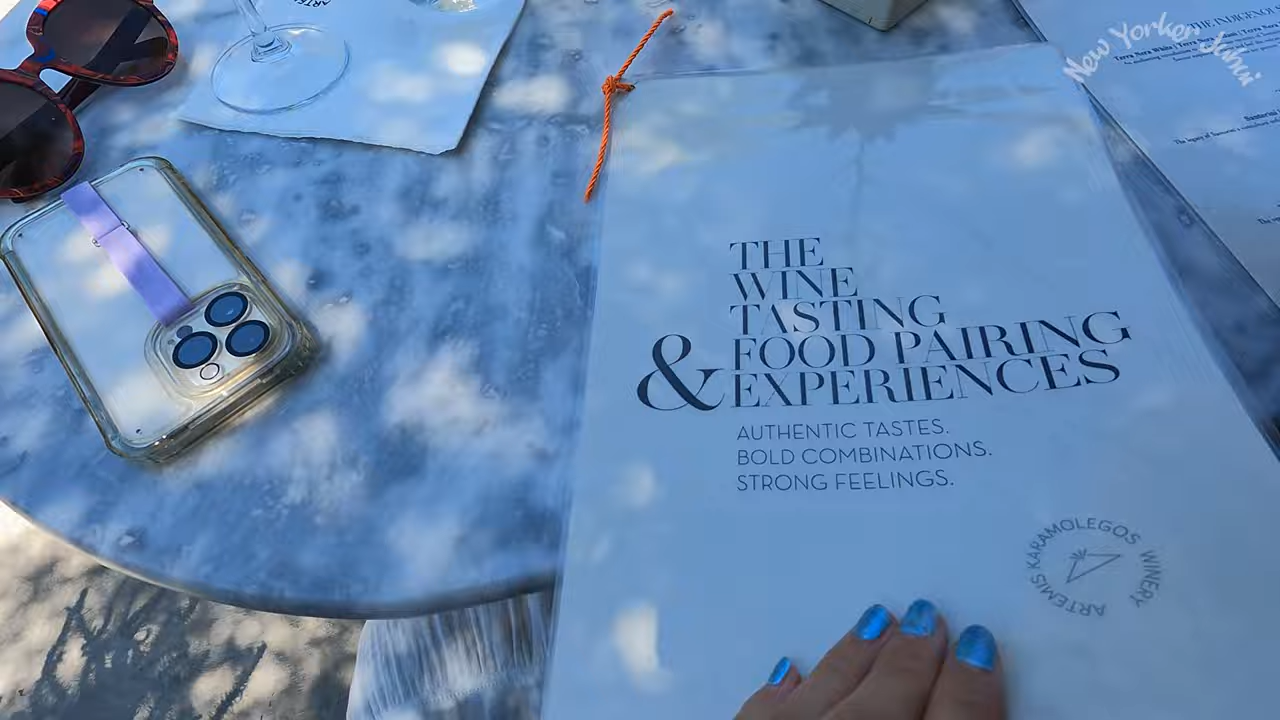 New Yorker Juhui
THE
WINE
TASTING
FOOD PAIRING
& EXPERIENCES
AUTHENTIC TASTES.
BOLD COMBINATIONS.
STRONG FEELINGS.
ARTEMIS KARAMOLEGOS WINERY
THE INDIGENOUS